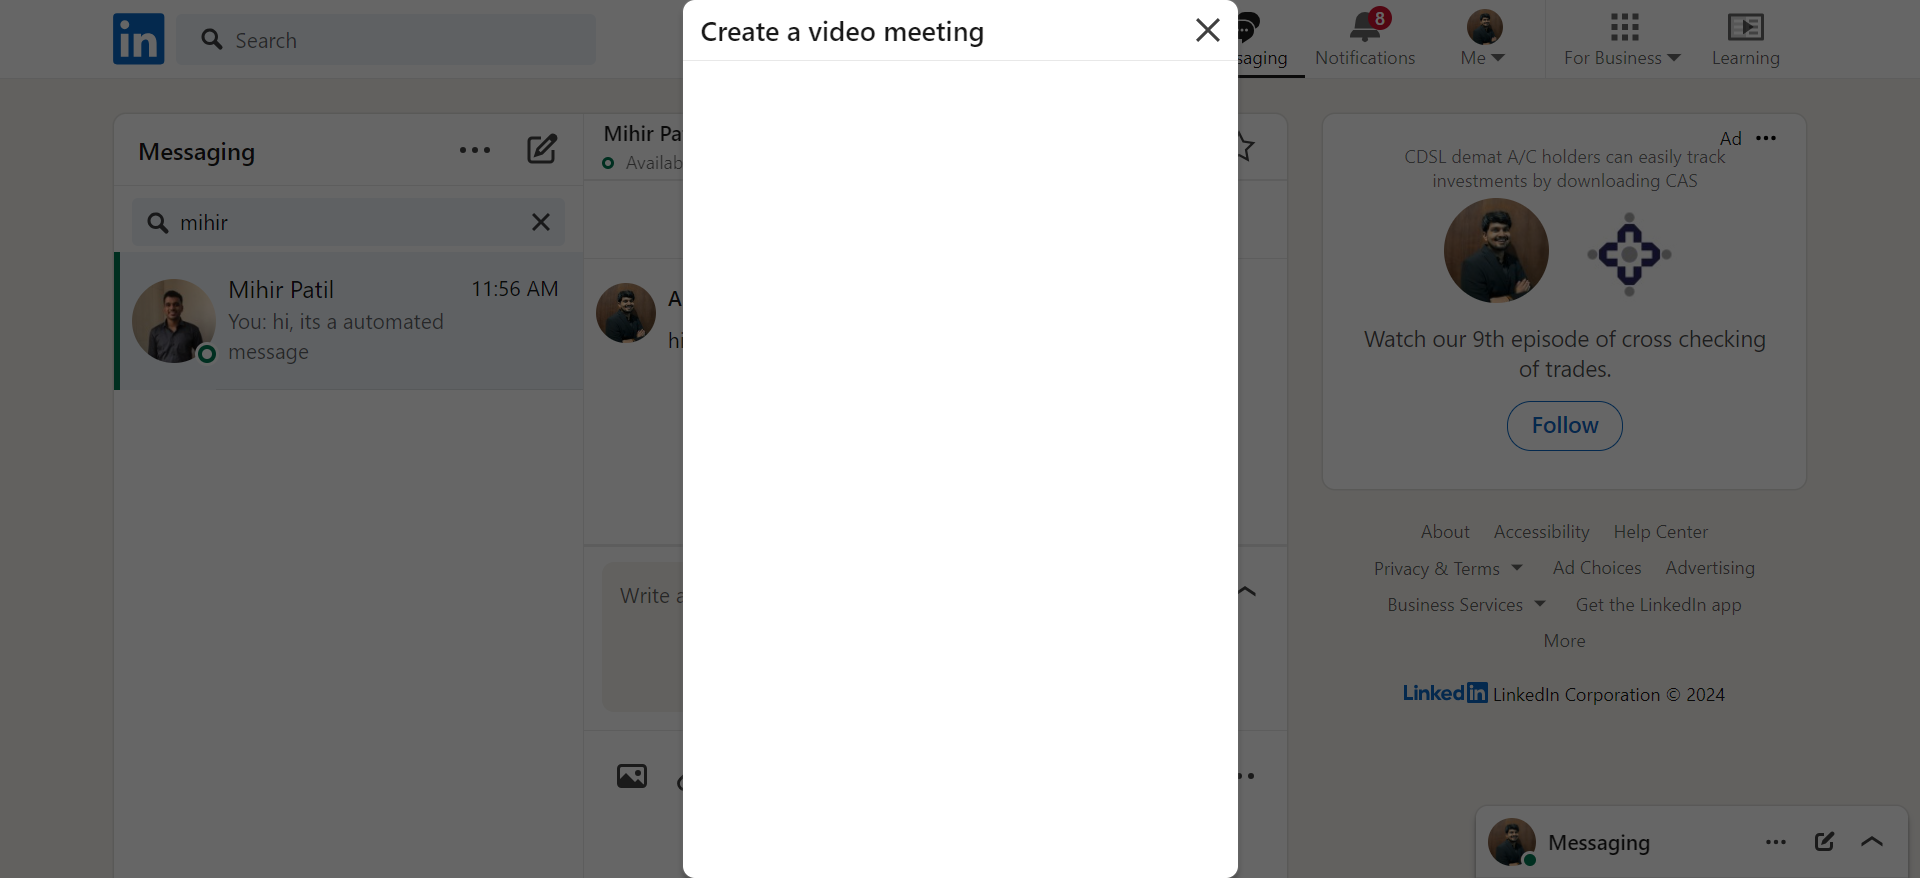 in
Search
Create a video meeting
saging
8
Notifications
Me
For Business
Learning
Messaging
mihir
Mihir Patil
11:56 AM
You: hi, its a automated
message
Mihir Pa
Availab
A
hi
Write a
Ad
CDSL demat A/C holders can easily track
investments by downloading CAS
Watch our 9th episode of cross checking
of trades.
Follow
About Accessibility Help Center
Privacy & Terms Ad Choices Advertising
Business Services Get the LinkedIn app
More
LinkedIn LinkedIn Corporation © 2024
Messaging